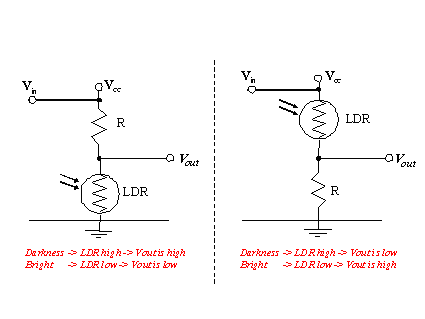 Vin Vcc
R
Vout
LDR
Darkness -> LDR high -> Vout is high
Bright -> LDR low -> Vout is low
Vin Vcc
LDR
Vout
R
Darkness -> LDR high -> Vout is low
Bright -> LDR low -> Vout is high